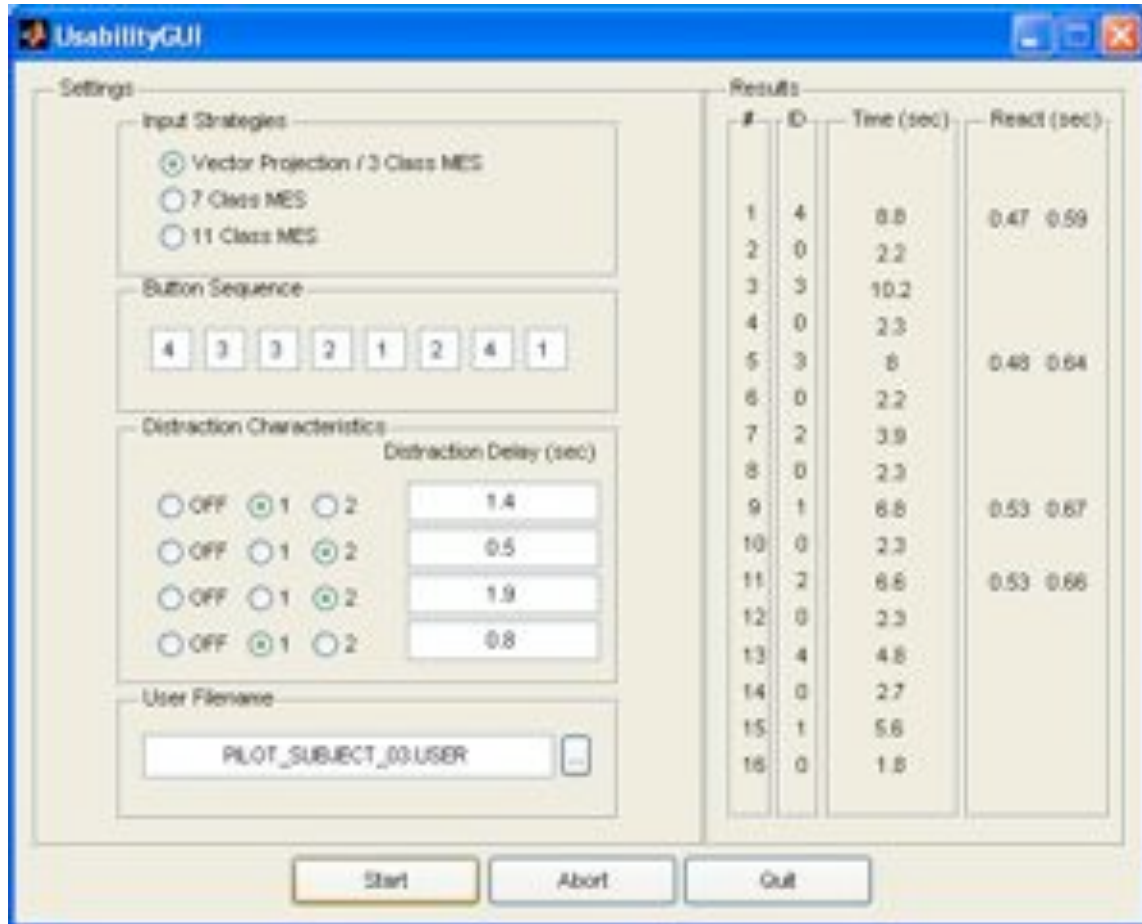 UsabilityGUI
Settings
Input Strategies
Vector Projection / 3 Class MES
7 Class MES
11 Class MES
Button Sequence
4 3 3 2 1 2 4 1
Distraction Characteristics
Distraction Delay (sec)
OFF 1 2 1.4
OFF 1 2 0.5
OFF 1 2 1.9
OFF 1 2 0.8
User Filename
PILOT_SUBJECT_03.USER ...
Results
# ID Time (sec) React (sec)
1 4 8.8 0.47 0.59
2 0 2.2
3 3 10.2
4 0 2.3
5 3 8 0.48 0.64
6 0 2.2
7 2 3.9
8 0 2.3
9 1 6.8 0.53 0.67
10 0 2.3
11 2 6.6 0.53 0.66
12 0 2.3
13 4 4.8
14 0 2.7
15 1 5.6
16 0 1.8
Start Abort Quit